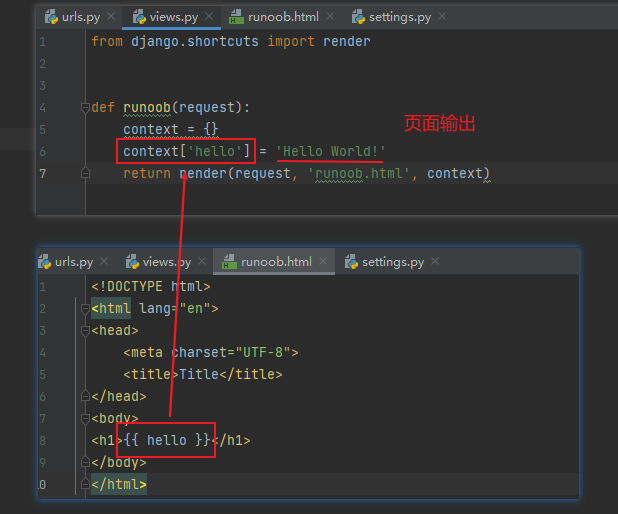 urls.py × views.py × runoob.html × settings.py ×
1 from django.shortcuts import render
2
3
4 def runoob(request):
页面输出
5 context = {}
6 context['hello'] = 'Hello World!'
7 return render(request, 'runoob.html', context)
urls.py × views.py × runoob.html × settings.py ×
1 <!DOCTYPE html>
2 <html lang="en">
3 <head>
4 <meta charset="UTF-8">
5 <title>Title</title>
6 </head>
7 <body>
8 <h1>{{ hello }}</h1>
9 </body>
10 </html>